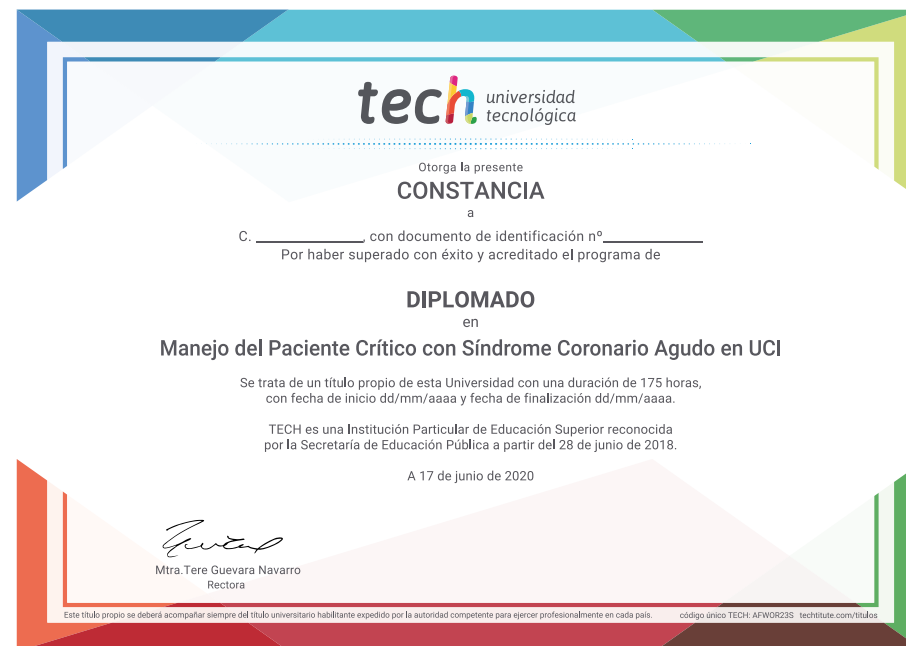 tech universidad
tecnológica
Otorga la presente
CONSTANCIA
a
C. ____________, con documento de identificación nº____________
Por haber superado con éxito y acreditado el programa de
DIPLOMADO
en
Manejo del Paciente Crítico con Síndrome Coronario Agudo en UCI
Se trata de un título propio de esta Universidad con una duración de 175 horas,
con fecha de inicio dd/mm/aaaa y fecha de finalización dd/mm/aaaa.
TECH es una Institución Particular de Educación Superior reconocida
por la Secretaría de Educación Pública a partir del 28 de junio de 2018.
A 17 de junio de 2020
Mtra.Tere Guevara Navarro
Rectora
Este título propio se deberá acompañar siempre del título universitario habilitante expedido por la autoridad competente para ejercer profesionalmente en cada país. código único TECH: AFWOR23S techtitute.com/titulos